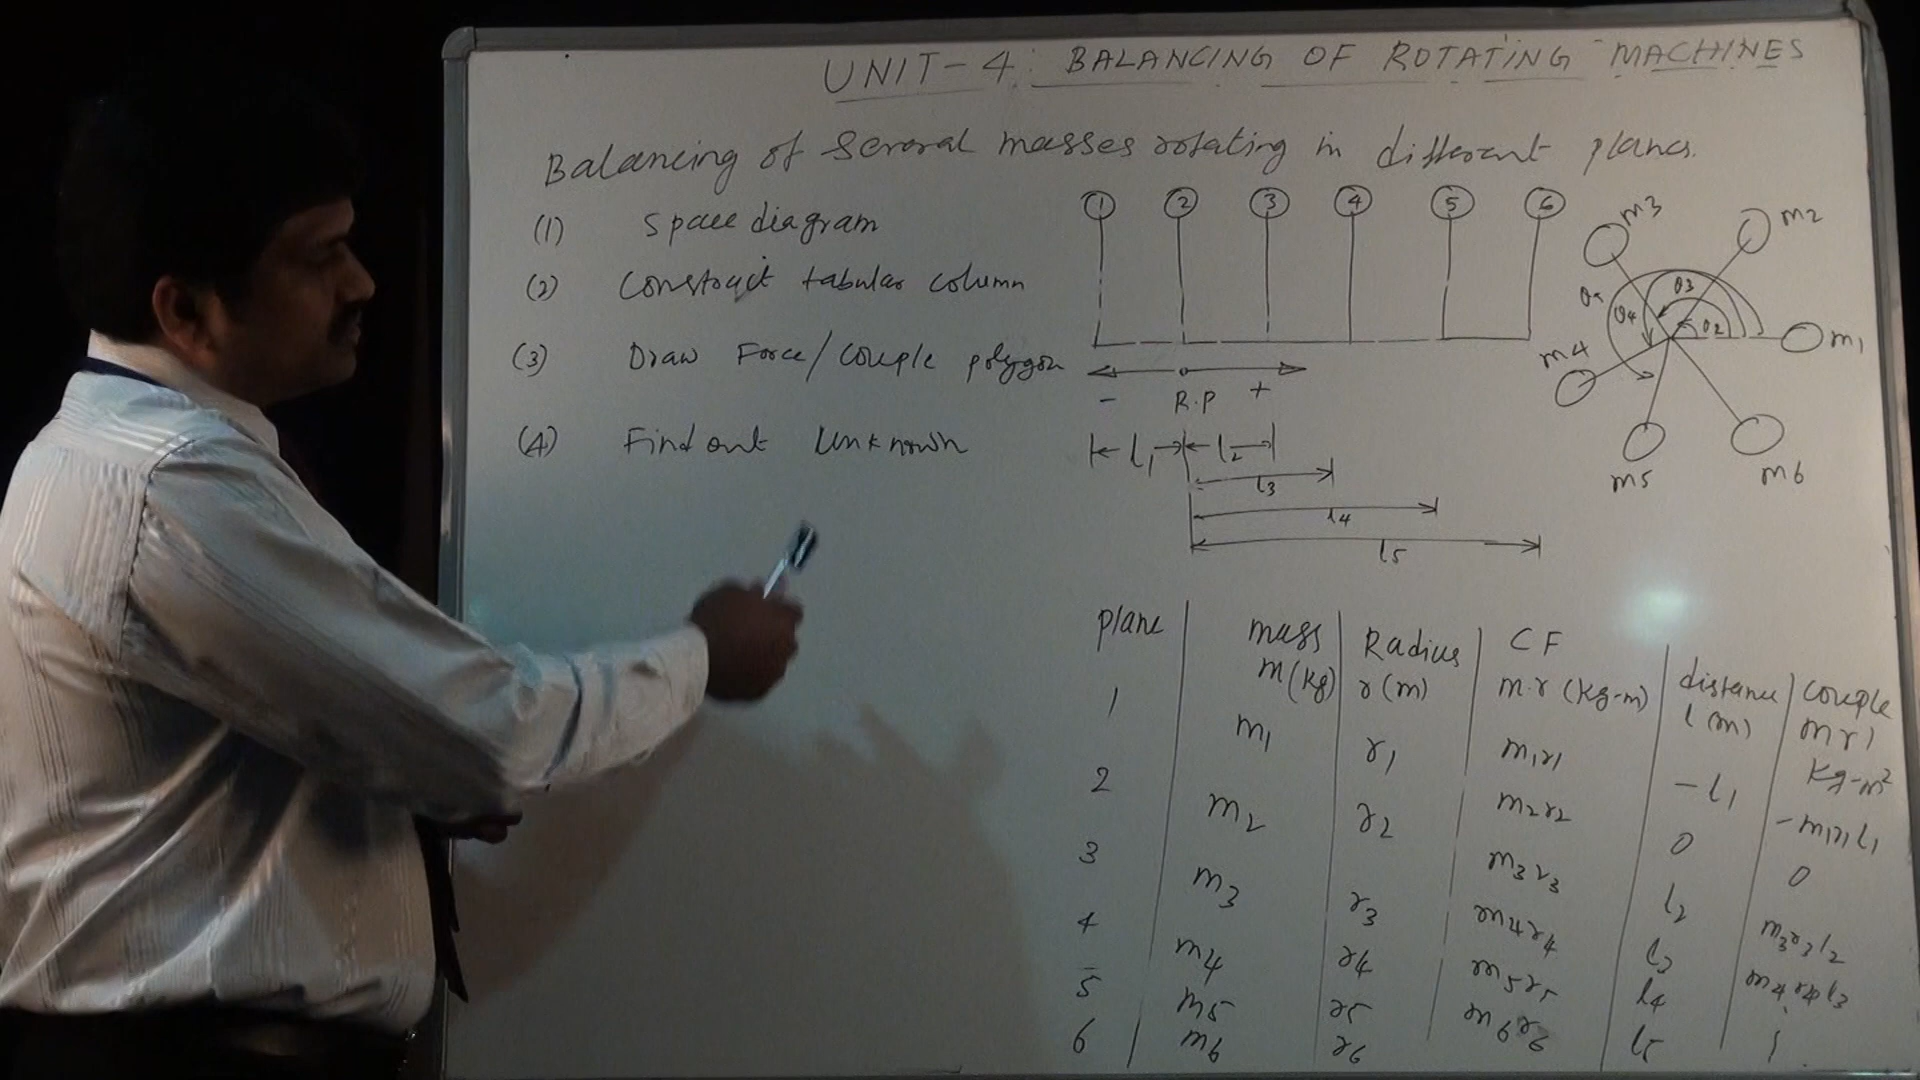 UNIT-4: BALANCING OF ROTATING MACHINES
Balancing of Several masses rotating in different planes.
(1) Space diagram
(2) Construct tabular column
(3) Draw Force/couple polygon
(4) Find out Unknown
1 2 3 4 5 6
- R.P +
l1 l2
l3
l4
l5
m3 m2
θ5 θ4 θ3 θ2
m1
m4
m5 m6
plane mass m(kg) Radius r(m) CF m.r (kg-m) distance l(m) couple mrl kg-m²
1 m1 r1 m1r1 -l1 -m1r1l1
2 m2 r2 m2r2 0 0
3 m3 r3 m3r3 l2 m3r3l2
4 m4 r4 m4r4 l3 m4r4l3
5 m5 r5 m5r5 l4
6 m6 r6 m6r6 l5